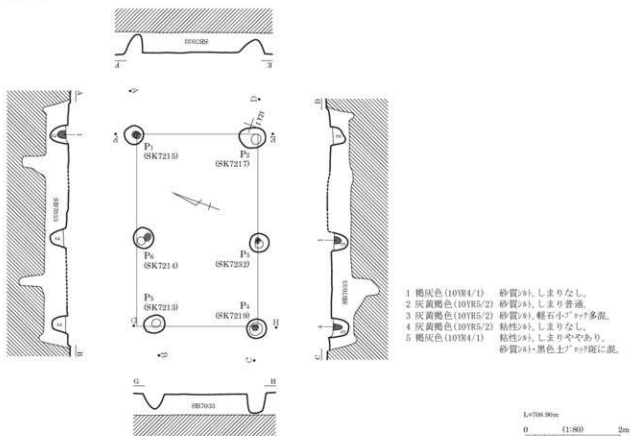 SB7033
F
E
A
D
1721
P1
(SK7215)
P2
(SK7217)
P6
(SK7214)
P3
(SK7232)
P5
(SK7213)
P4
(SK7219)
B
C
G
H
SB7033
A
SB7033
B
D
SB7033
C
1 褐灰色(10YR4/1) 砂質シルト、しまりなし。
2 灰黄褐色(10YR5/2) 砂質シルト、しまり普通。
3 灰黄褐色(10YR5/2) 砂質シルト、軽石小ブロック多混。
4 灰黄褐色(10YR5/2) 粘性シルト、しまりなし。
5 褐灰色(10YR4/1) 粘性シルト、しまりややあり。
砂質シルト・黒色土ブロック斑に混。
L=708.90m
0 (1:80) 2m